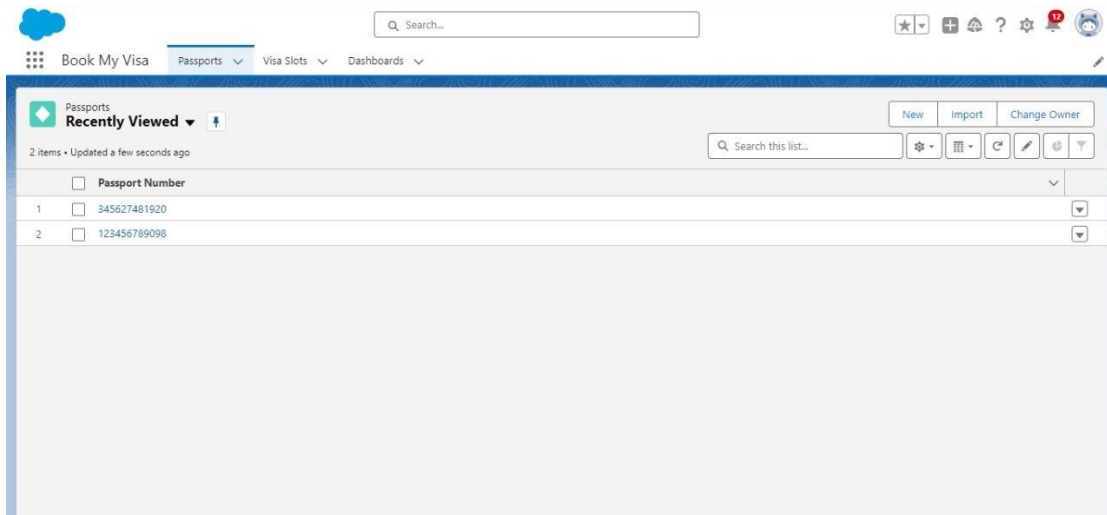 Search...
12
Book My Visa Passports Visa Slots Dashboards
Passports
Recently Viewed
New Import Change Owner
2 items • Updated a few seconds ago
Search this list...
Passport Number
1 345627481920
2 123456789098